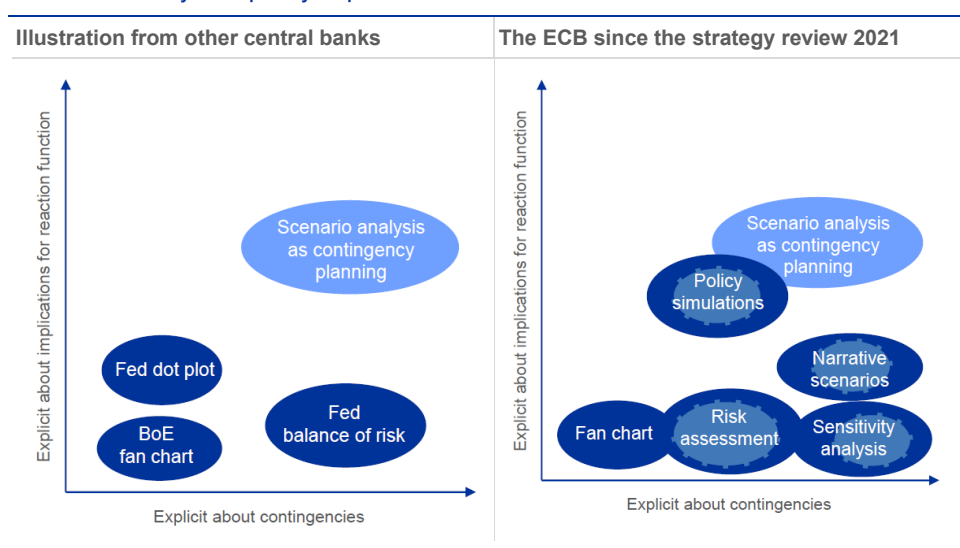 Illustration from other central banks
The ECB since the strategy review 2021
Explicit about implications for reaction function
Scenario analysis
as contingency
planning
Fed dot plot
BoE
fan chart
Fed
balance of risk
Explicit about contingencies
Explicit about implications for reaction function
Scenario analysis
as contingency
planning
Policy
simulations
Narrative
scenarios
Fan chart
Risk
assessment
Sensitivity
analysis
Explicit about contingencies